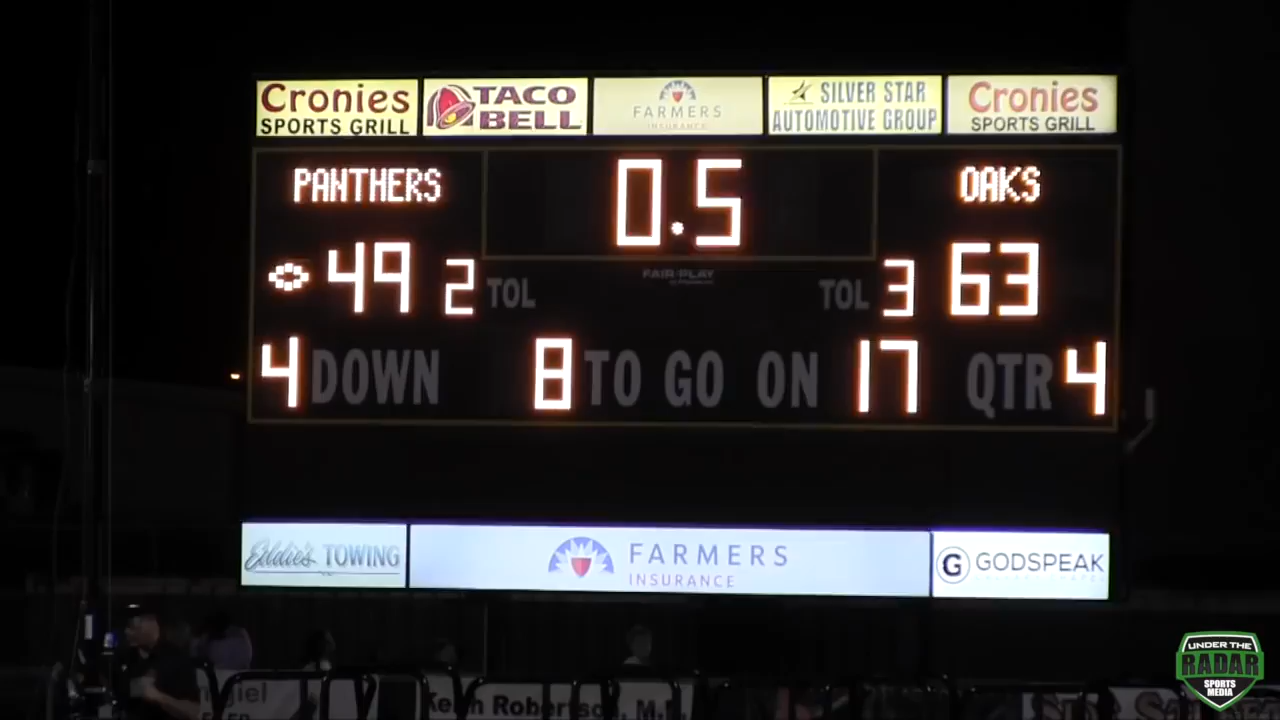 Cronies
SPORTS GRILL
TACO
BELL
FARMERS
INSURANCE
SILVER STAR
AUTOMOTIVE GROUP
Cronies
SPORTS GRILL
PANTHERS
0.5
OAKS
49 2 TOL
FAIR-PLAY
TOL 3 63
4 DOWN 8 TO GO ON 17 QTR 4
Eddie's TOWING
FARMERS
INSURANCE
G GODSPEAK
Keith Robertson, M.D.
UNDER THE
RADAR
SPORTS
MEDIA